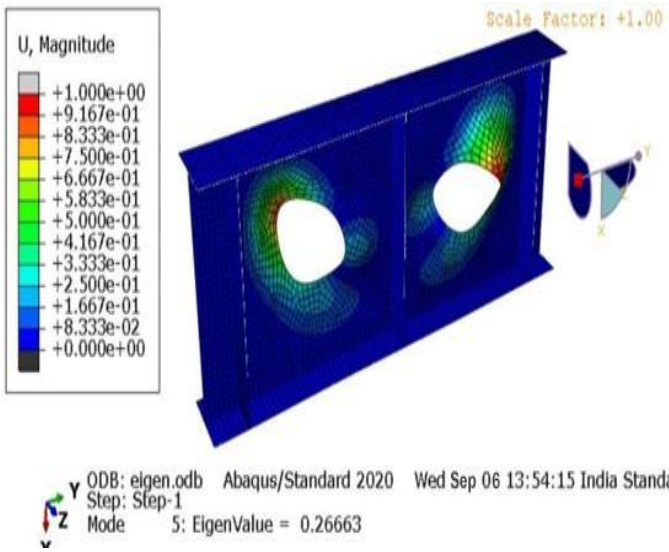 Scale Factor: +1.00
U, Magnitude
+1.000e+00
+9.167e-01
+8.333e-01
+7.500e-01
+6.667e-01
+5.833e-01
+5.000e-01
+4.167e-01
+3.333e-01
+2.500e-01
+1.667e-01
+8.333e-02
+0.000e+00
Y
X
Y
Z
X
ODB: eigen.odb Abaqus/Standard 2020 Wed Sep 06 13:54:15 India Standa
Step: Step-1
Mode 5: EigenValue = 0.26663